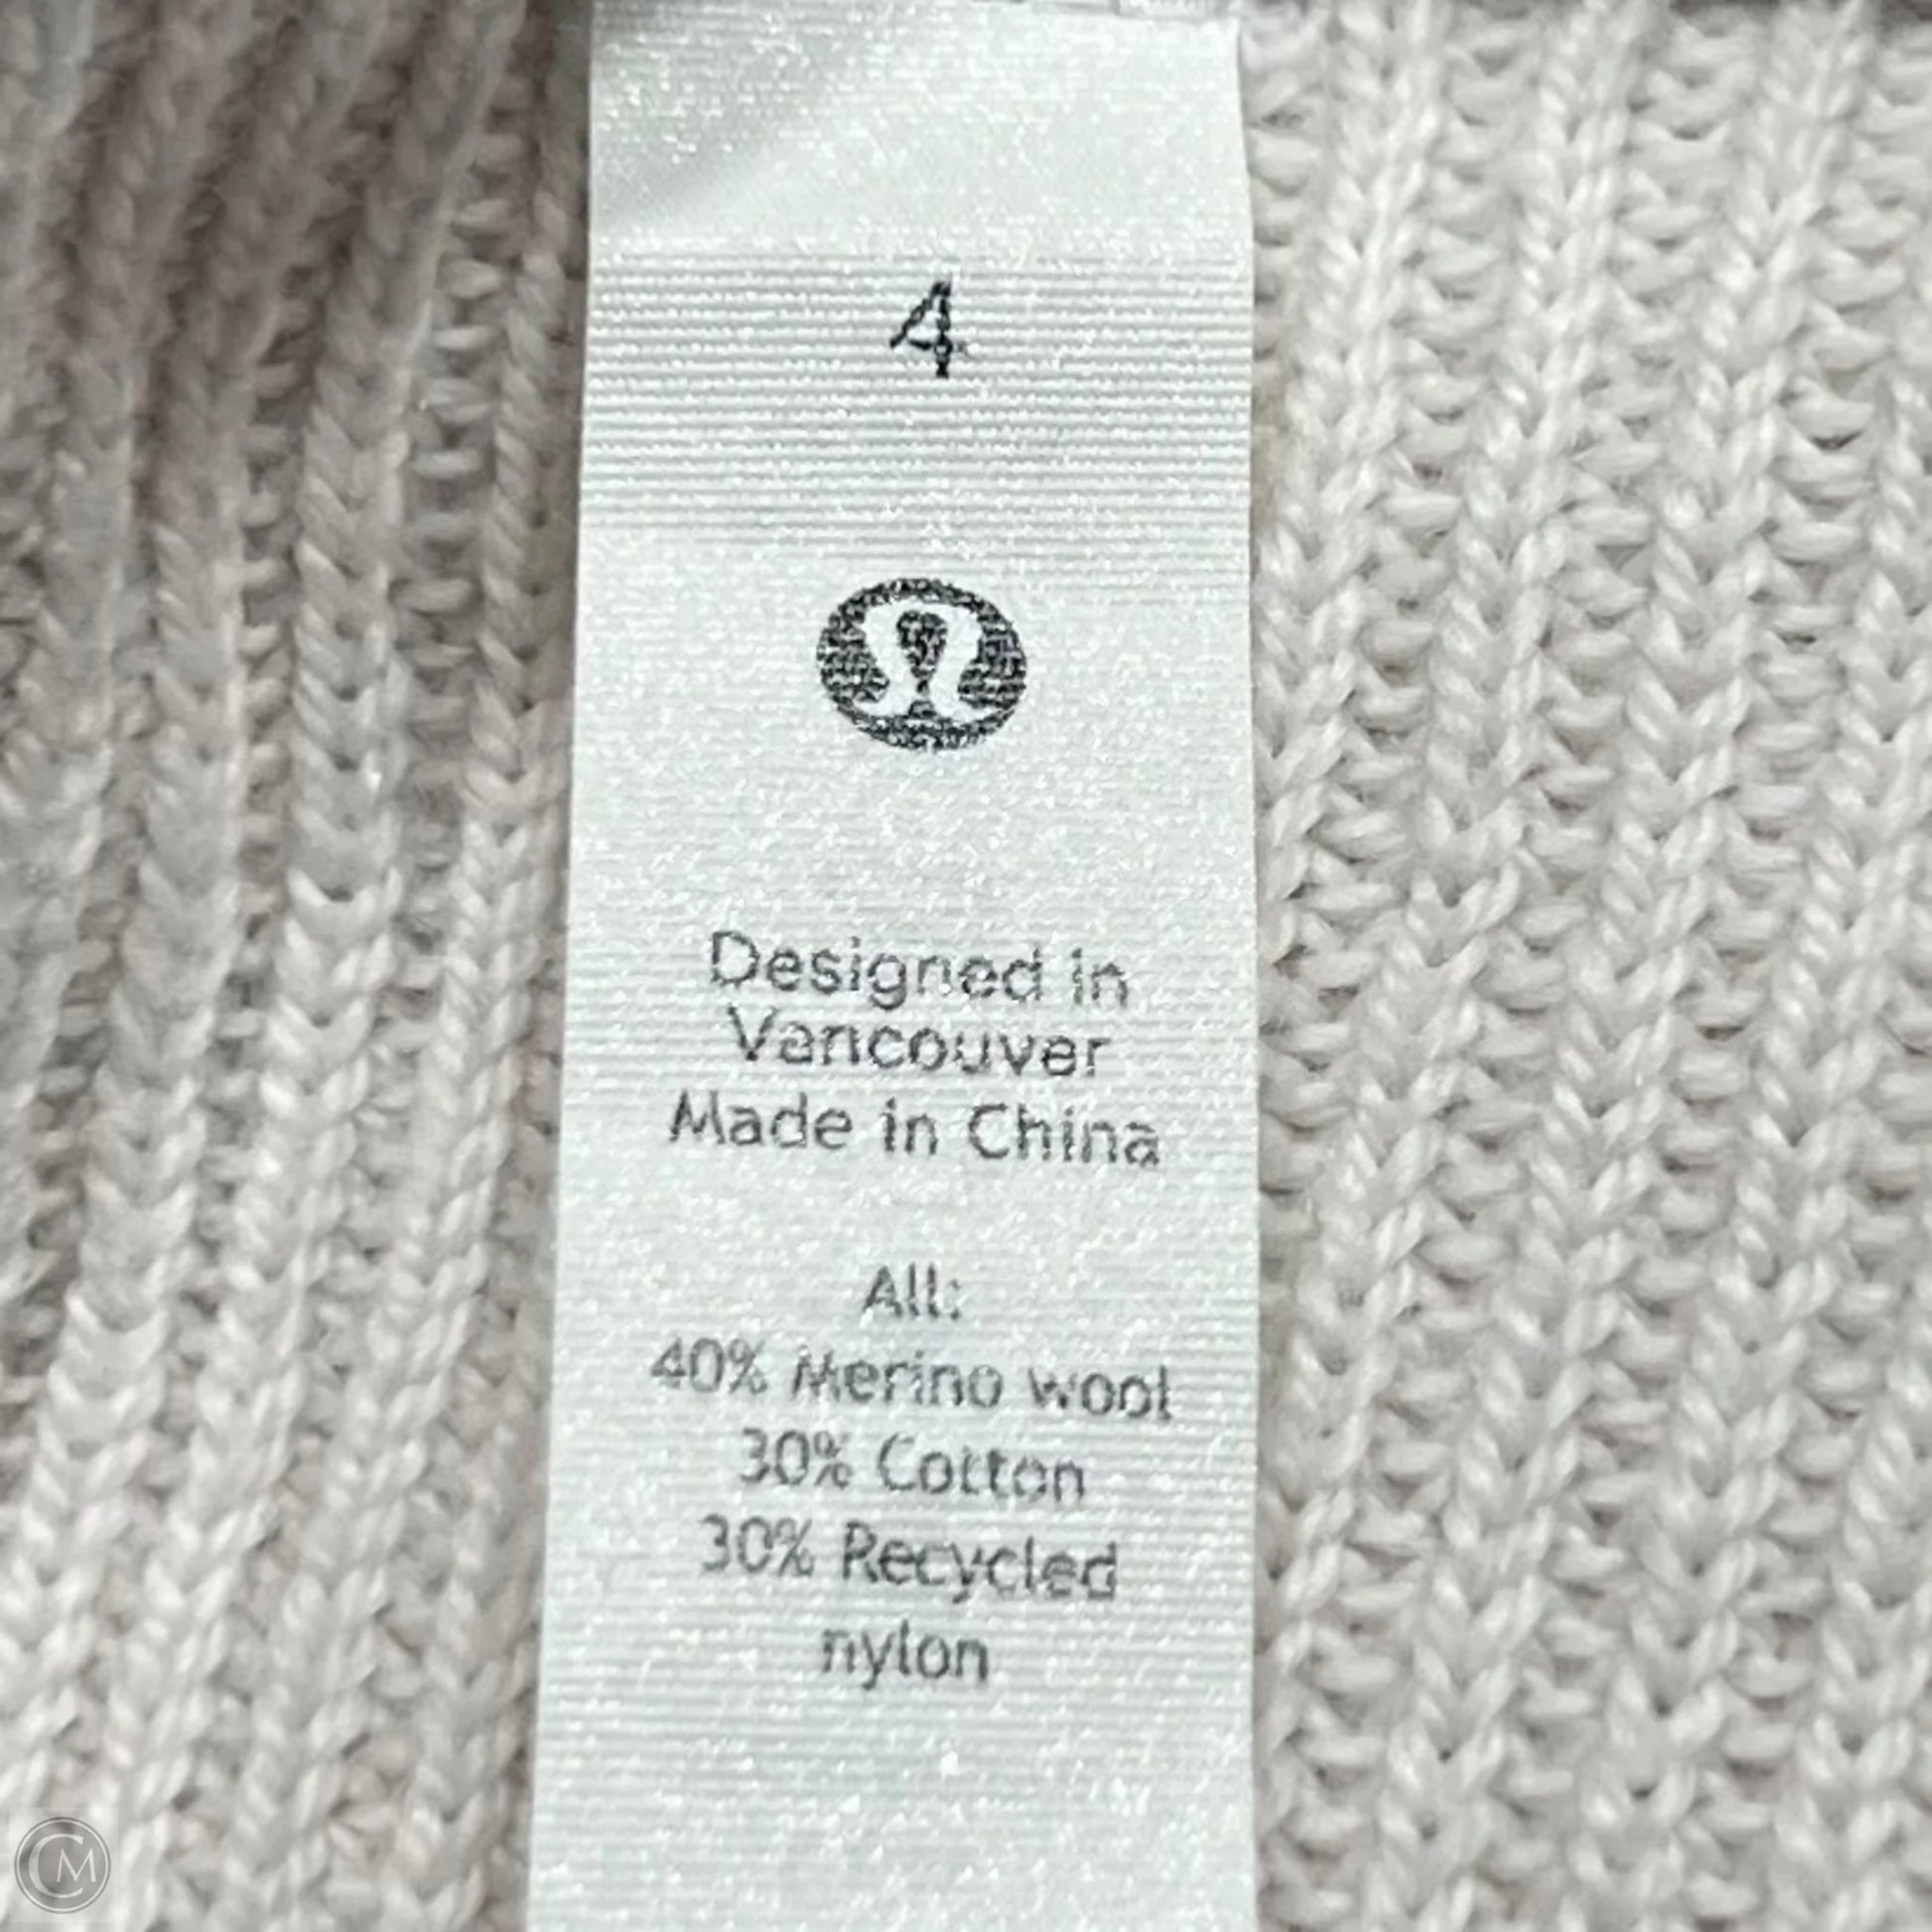 4
Designed in
Vancouver
Made in China
All:
40% Merino wool
30% Cotton
30% Recycled
nylon
CM